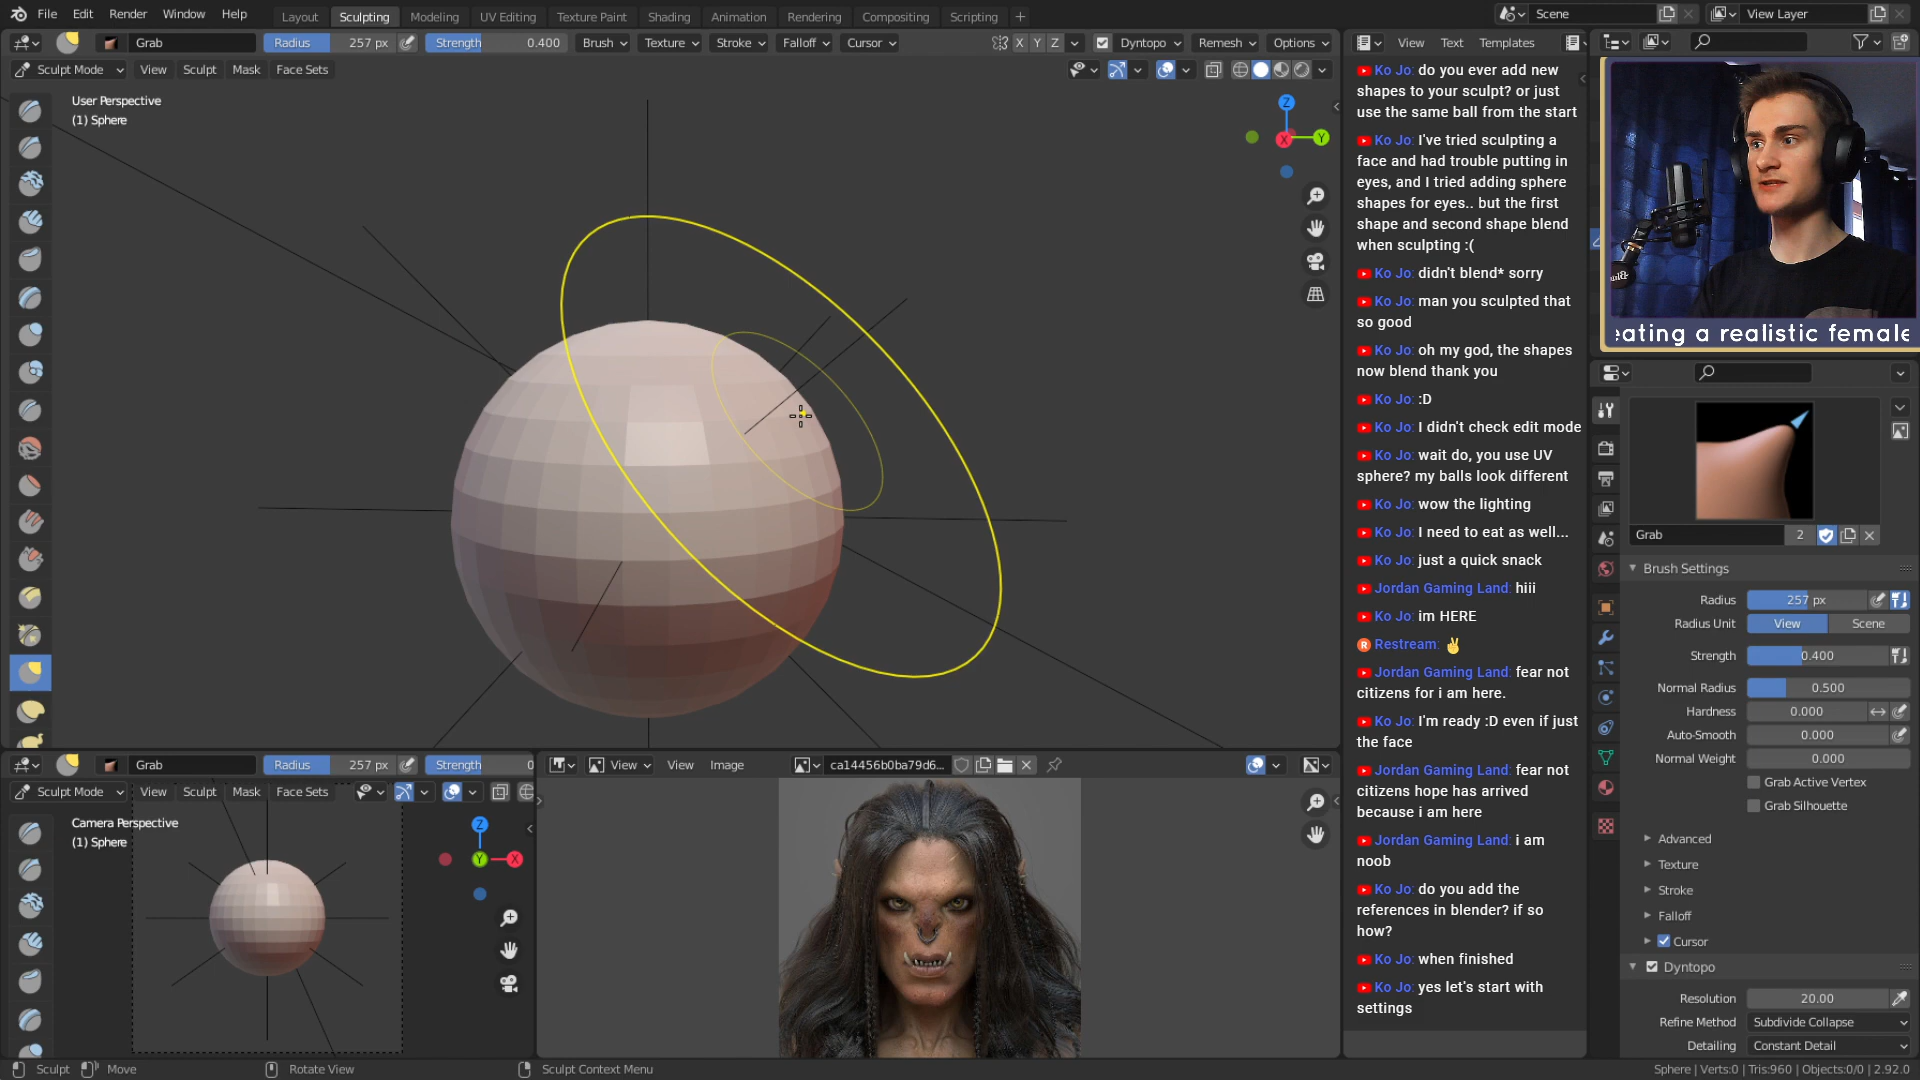 File Edit Render Window Help
Layout Sculpting Modeling UV Editing Texture Paint Shading Animation Rendering Compositing Scripting +
Scene
View Layer
Grab Radius 257 px Strength 0.400 Brush Texture Stroke Falloff Cursor X Y Z Dyntopo Remesh Options
View Text Templates
Sculpt Mode View Sculpt Mask Face Sets
User Perspective
(1) Sphere
Z
X
Y
Ko Jo: do you ever add new
shapes to your sculpt? or just
use the same ball from the start
Ko Jo: I've tried sculpting a
face and had trouble putting in
eyes, and I tried adding sphere
shapes for eyes.. but the first
shape and second shape blend
when sculpting :(
Ko Jo: didn't blend* sorry
Ko Jo: man you sculpted that
so good
Ko Jo: oh my god, the shapes
now blend thank you
Ko Jo: :D
Ko Jo: I didn't check edit mode
Ko Jo: wait do, you use UV
sphere? my balls look different
Ko Jo: wow the lighting
Ko Jo: I need to eat as well...
Ko Jo: just a quick snack
Jordan Gaming Land: hiii
Ko Jo: im HERE
R Restream: ✌
Jordan Gaming Land: fear not
citizens for i am here.
Ko Jo: I'm ready :D even if just
the face
Jordan Gaming Land: fear not
citizens hope has arrived
because i am here
Jordan Gaming Land: i am
noob
Ko Jo: do you add the
references in blender? if so
how?
Ko Jo: when finished
Ko Jo: yes let's start with
settings
eating a realistic female
Grab 2
Brush Settings
Radius 257 px
Radius Unit View Scene
Strength 0.400
Normal Radius 0.500
Hardness 0.000
Auto-Smooth 0.000
Normal Weight 0.000
Grab Active Vertex
Grab Silhouette
Advanced
Texture
Stroke
Falloff
Cursor
Dyntopo
Resolution 20.00
Refine Method Subdivide Collapse
Detailing Constant Detail
Grab Radius 257 px Strength 0
Sculpt Mode View Sculpt Mask Face Sets
Camera Perspective
(1) Sphere
Z
Y
X
View View Image ca14456b0ba79d6...
Sculpt Move Rotate View Sculpt Context Menu
Sphere | Verts:0 | Tris:960 | Objects:0/0 | 2.92.0